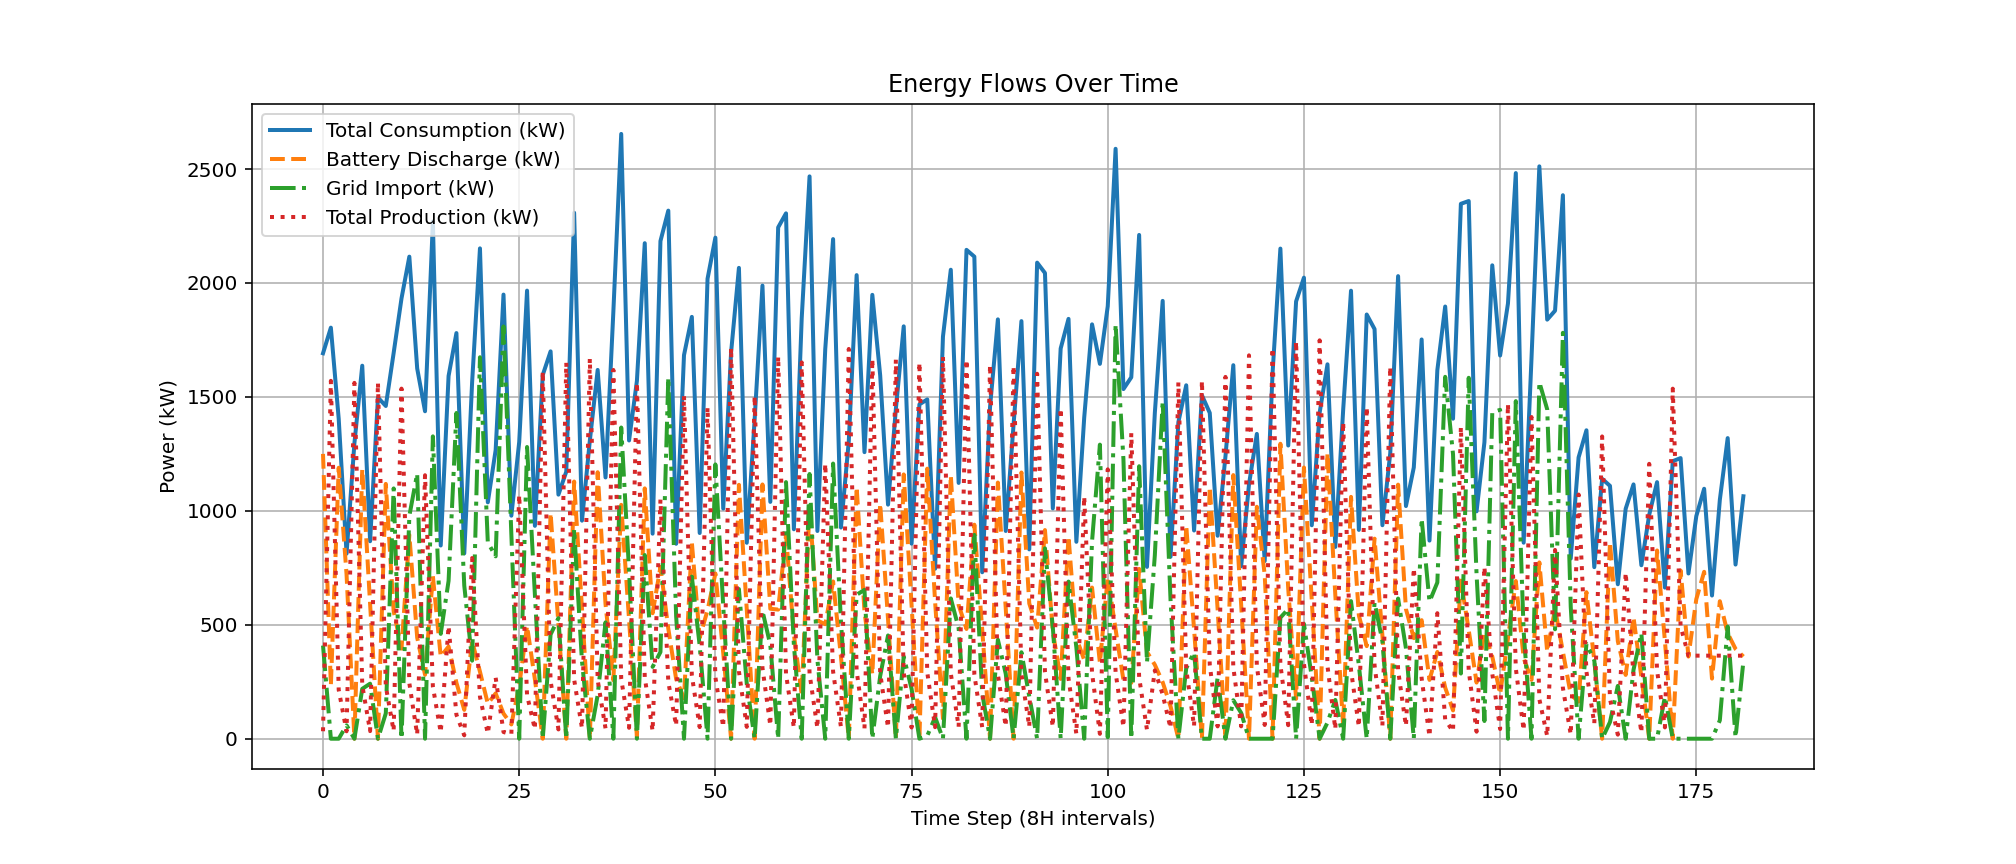 Energy Flows Over Time
Total Consumption (kW)
Battery Discharge (kW)
Grid Import (kW)
Total Production (kW)
Power (kW)
2500
2000
1500
1000
500
0
0 25 50 75 100 125 150 175
Time Step (8H intervals)